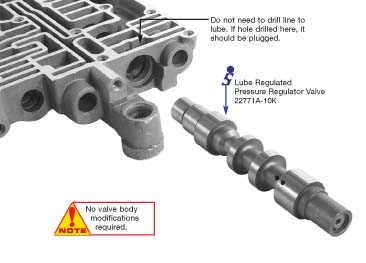 Do not need to drill line to
lube. If hole drilled here, it
should be plugged.
Lube Regulated
Pressure Regulator Valve
22771A-10K
No valve body
modifications
required.
NOTE